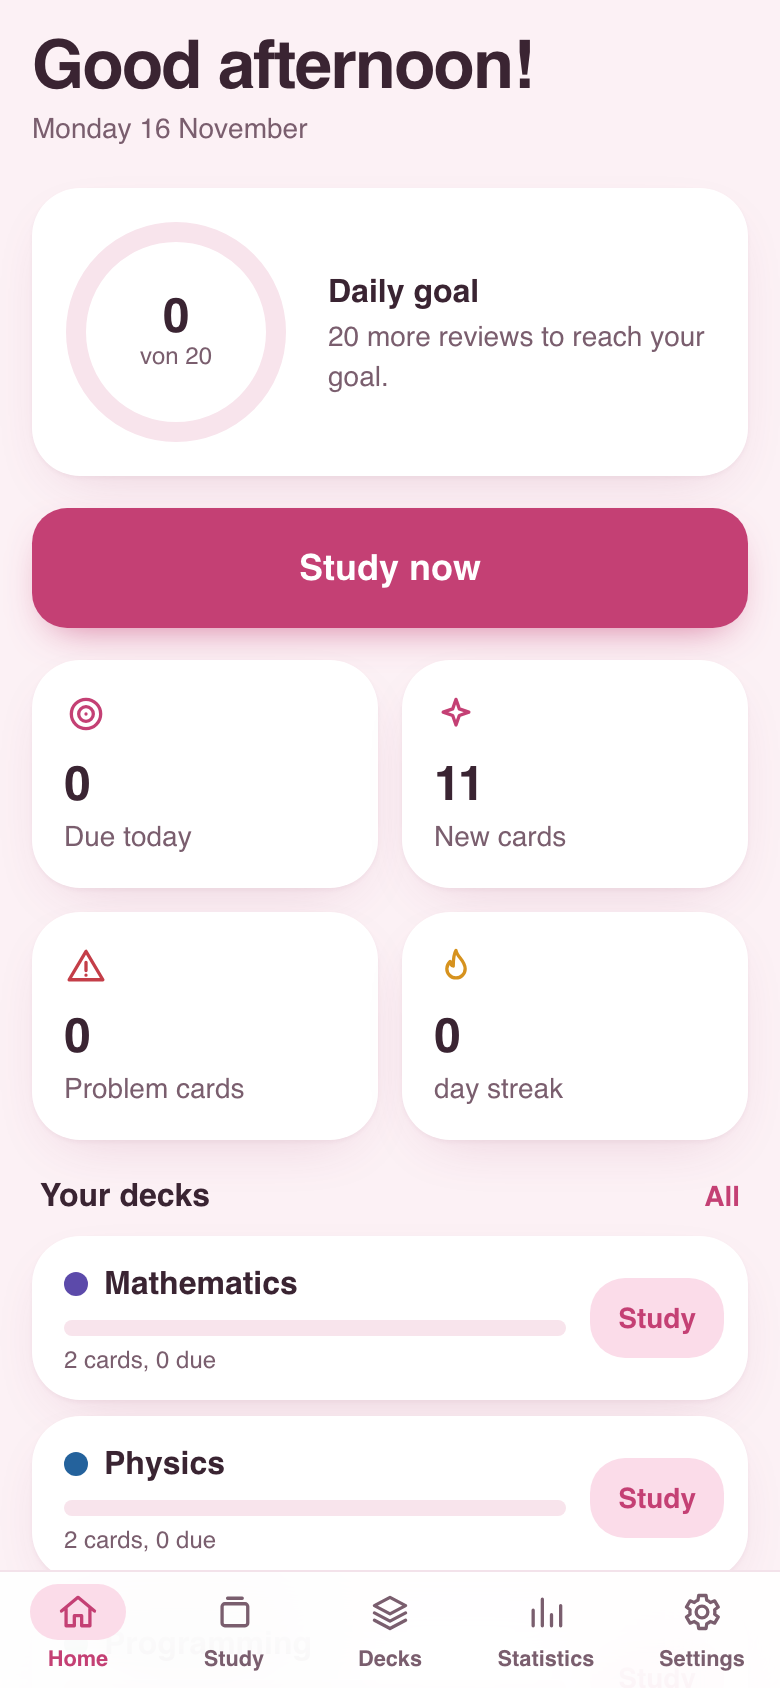 Good afternoon!
Monday 16 November
0
von 20
Daily goal
20 more reviews to reach your
goal.
Study now
0
Due today
11
New cards
0
Problem cards
0
day streak
Your decks
All
Mathematics
2 cards, 0 due
Study
Physics
2 cards, 0 due
Study
Programming
Study
Home
Study
Decks
Statistics
Settings